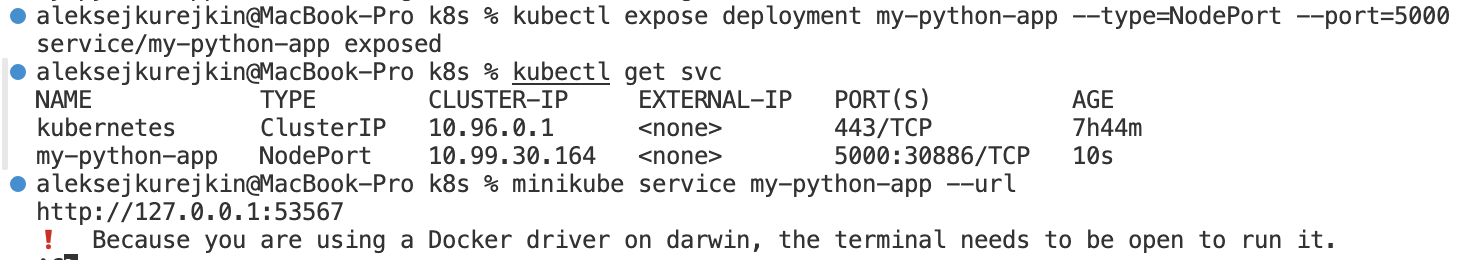 aleksejkurejkin@MacBook-Pro k8s % kubectl expose deployment my-python-app --type=NodePort --port=5000
service/my-python-app exposed
aleksejkurejkin@MacBook-Pro k8s % kubectl get svc
NAME TYPE CLUSTER-IP EXTERNAL-IP PORT(S) AGE
kubernetes ClusterIP 10.96.0.1 <none> 443/TCP 7h44m
my-python-app NodePort 10.99.30.164 <none> 5000:30886/TCP 10s
aleksejkurejkin@MacBook-Pro k8s % minikube service my-python-app --url
http://127.0.0.1:53567
! Because you are using a Docker driver on darwin, the terminal needs to be open to run it.